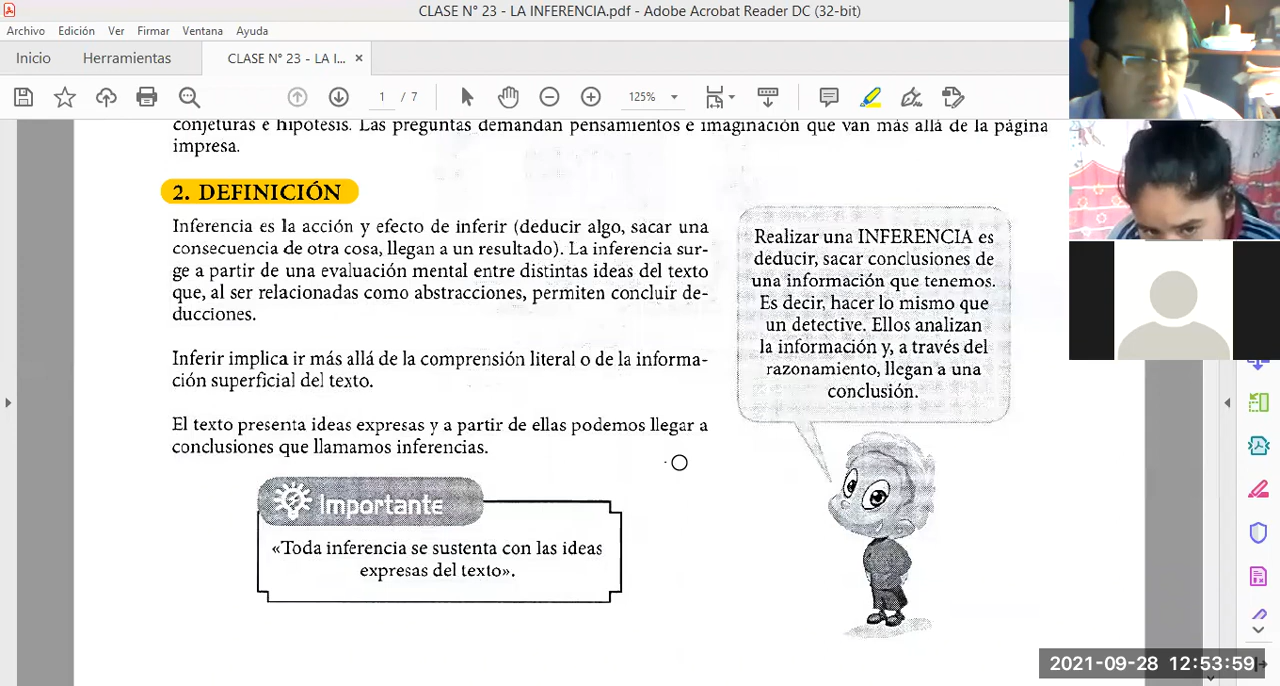 CLASE N° 23 - LA INFERENCIA.pdf - Adobe Acrobat Reader DC (32-bit)
Archivo Edición Ver Firmar Ventana Ayuda
Inicio Herramientas CLASE N° 23 - LA I... ×
1 / 7 125%
conjeturas e hipótesis. Las preguntas demandan pensamientos e imaginación que van más allá de la página
impresa.
2. DEFINICIÓN
Inferencia es la acción y efecto de inferir (deducir algo, sacar una
consecuencia de otra cosa, llegan a un resultado). La inferencia sur-
ge a partir de una evaluación mental entre distintas ideas del texto
que, al ser relacionadas como abstracciones, permiten concluir de-
ducciones.
Inferir implica ir más allá de la comprensión literal o de la informa-
ción superficial del texto.
El texto presenta ideas expresas y a partir de ellas podemos llegar a
conclusiones que llamamos inferencias.
Importante
«Toda inferencia se sustenta con las ideas
expresas del texto».
Realizar una INFERENCIA es
deducir, sacar conclusiones de
una información que tenemos.
Es decir, hacer lo mismo que
un detective. Ellos analizan
la información y, a través del
razonamiento, llegan a una
conclusión.
2021-09-28 12:53:59